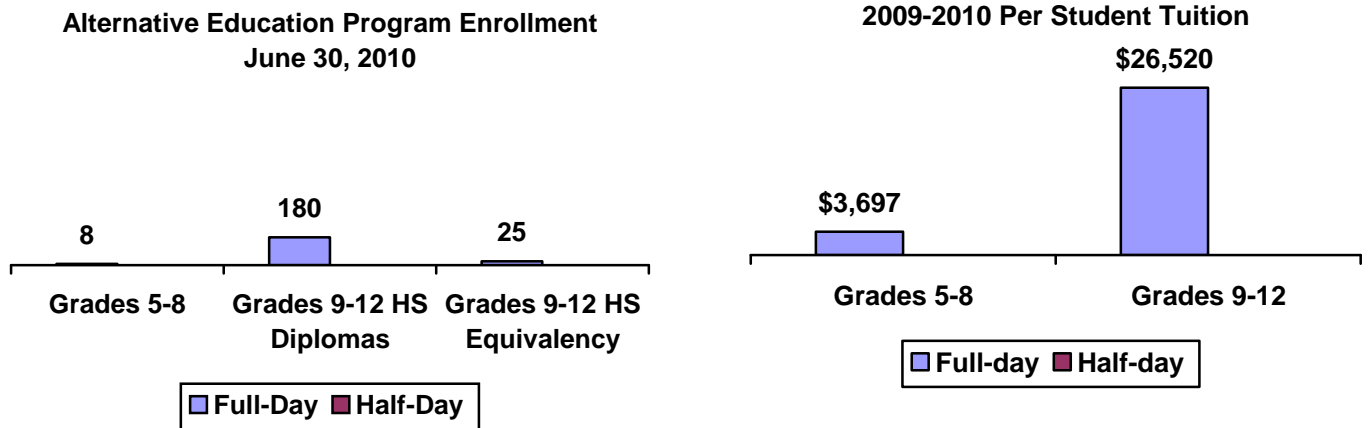 Alternative Education Program Enrollment
June 30, 2010
8
180
25
Grades 5-8
Grades 9-12 HS
Diplomas
Grades 9-12 HS
Equivalency
Full-Day Half-Day
2009-2010 Per Student Tuition
$26,520
$3,697
Grades 5-8
Grades 9-12
Full-day Half-day